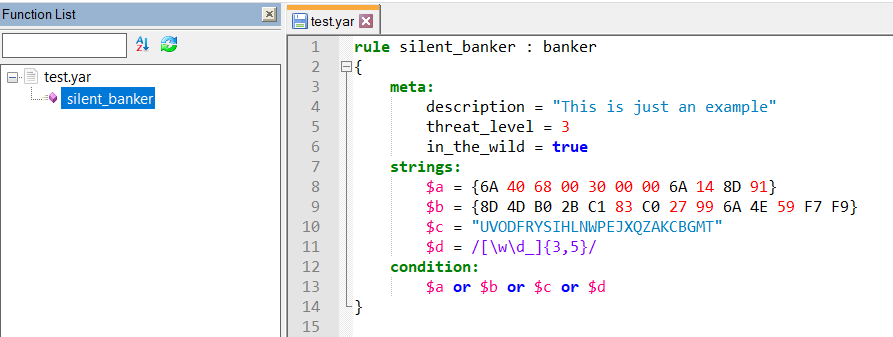 Function List
test.yar
silent_banker
test.yar
1 rule silent_banker : banker
2 {
3 meta:
4 description = "This is just an example"
5 threat_level = 3
6 in_the_wild = true
7 strings:
8 $a = {6A 40 68 00 30 00 00 6A 14 8D 91}
9 $b = {8D 4D B0 2B C1 83 C0 27 99 6A 4E 59 F7 F9}
10 $c = "UVODFRYSIHLNWPEJXQZAKCBGMT"
11 $d = /[\w\d_]{3,5}/
12 condition:
13 $a or $b or $c or $d
14 }
15